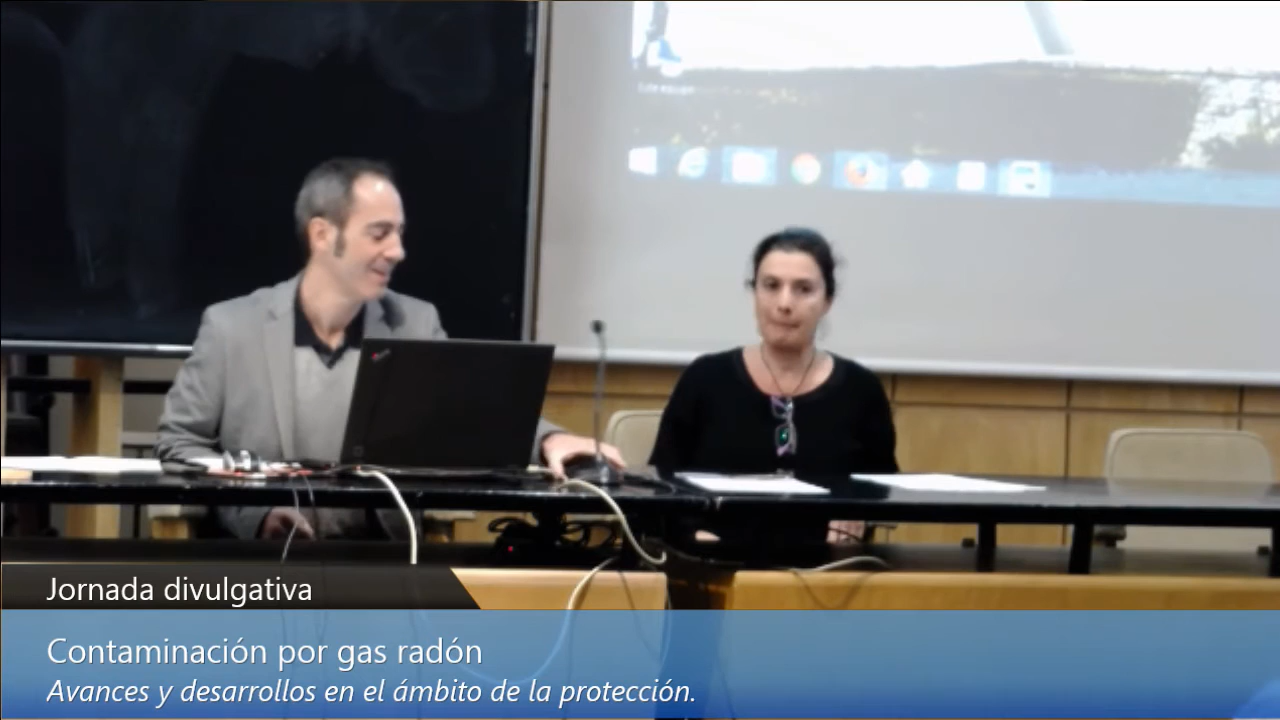 Jornada divulgativa
Contaminación por gas radón
Avances y desarrollos en el ámbito de la protección.